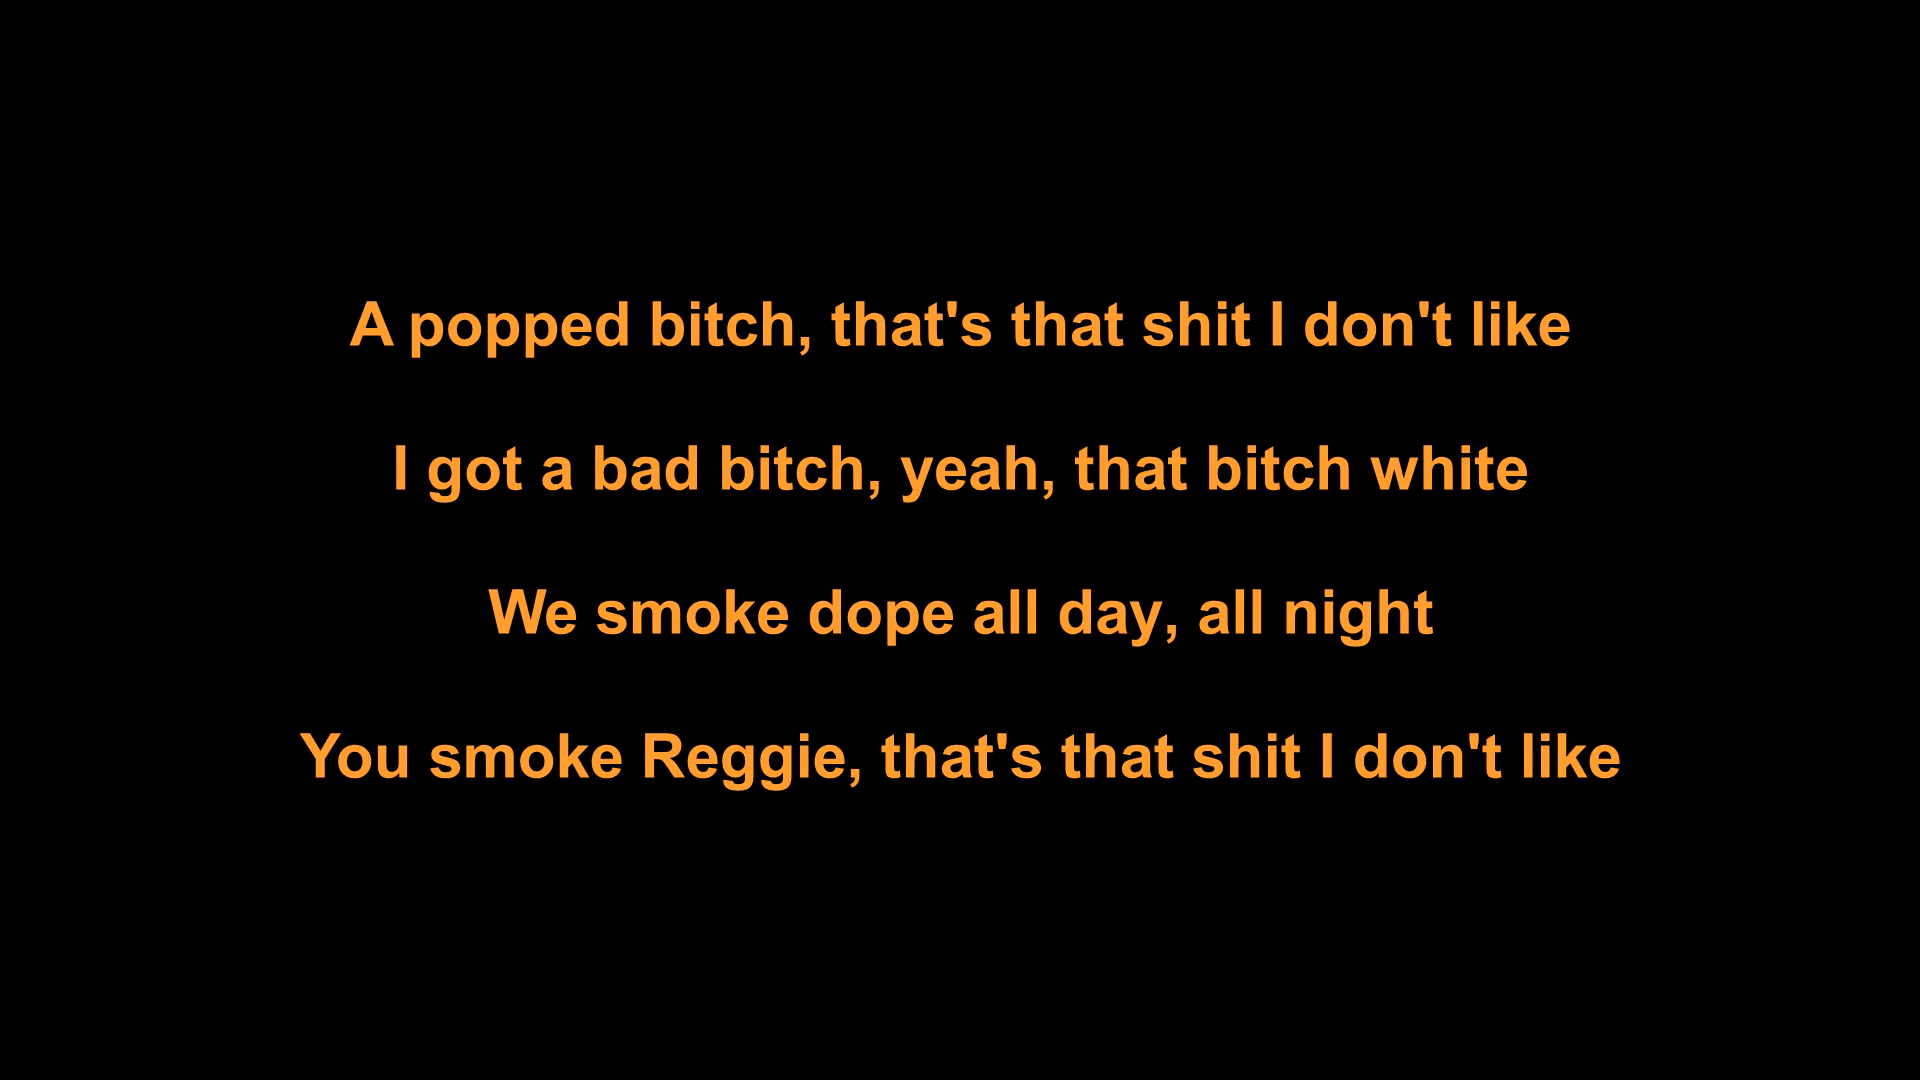 A popped bitch, that's that shit I don't like
I got a bad bitch, yeah, that bitch white
We smoke dope all day, all night
You smoke Reggie, that's that shit I don't like